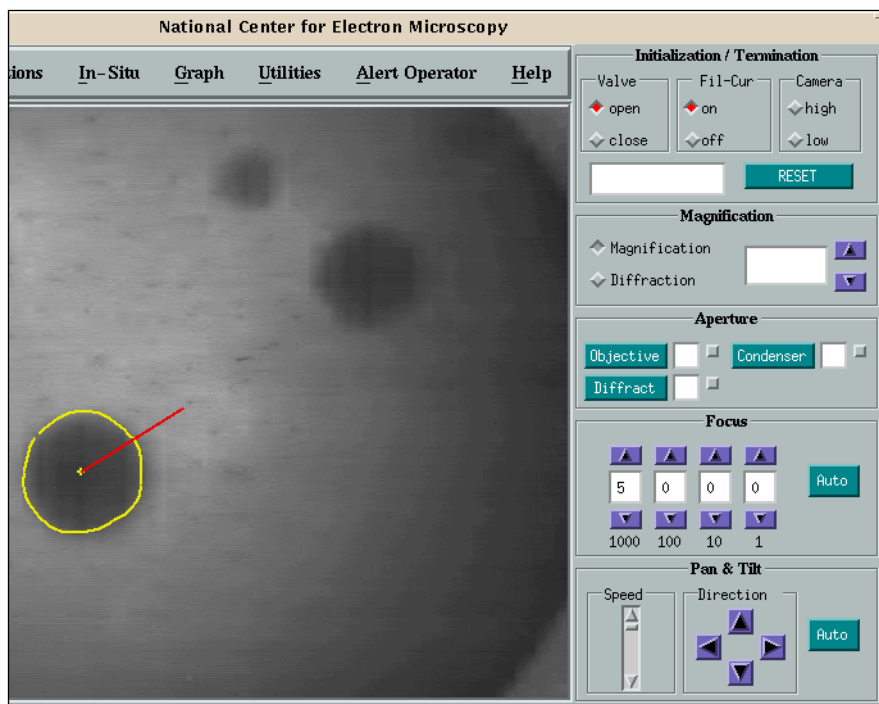 National Center for Electron Microscopy
In-Situ Graph Utilities Alert Operator Help
Initialization / Termination
Valve Fil-Cur Camera
open on high
close off low
RESET
Magnification
Magnification
Diffraction
Aperture
Objective Condenser
Diffract
Focus
5 0 0 0 Auto
1000 100 10 1
Pan & Tilt
Speed Direction
Auto